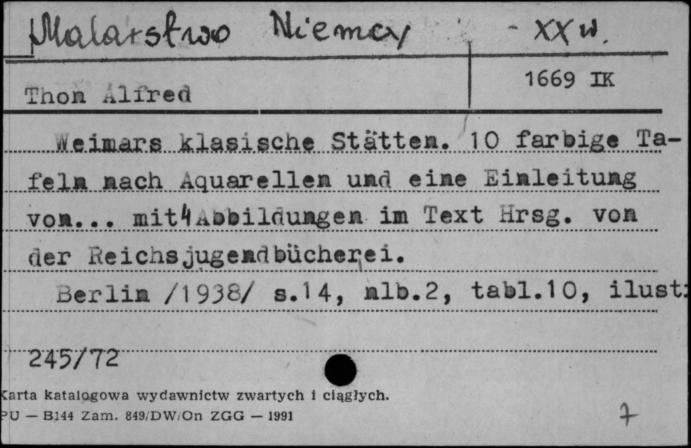 Malarstwo Niemcy - XX w.
1669 IK
Thon Alfred
Weimars klasische Stätten. 10 farbige Ta-
feln nach Aquarellen und eine Einleitung
von... mit 4 Abbildungen im Text Hrsg. von
der Reichsjugendbücherei.
Berlin /1938/ s.14, nlb.2, tabl.10, ilustr
245/72
Karta katalogowa wydawnictw zwartych i ciągłych.
PU — B144 Zam. 849/DW/On ZGG — 1991
7